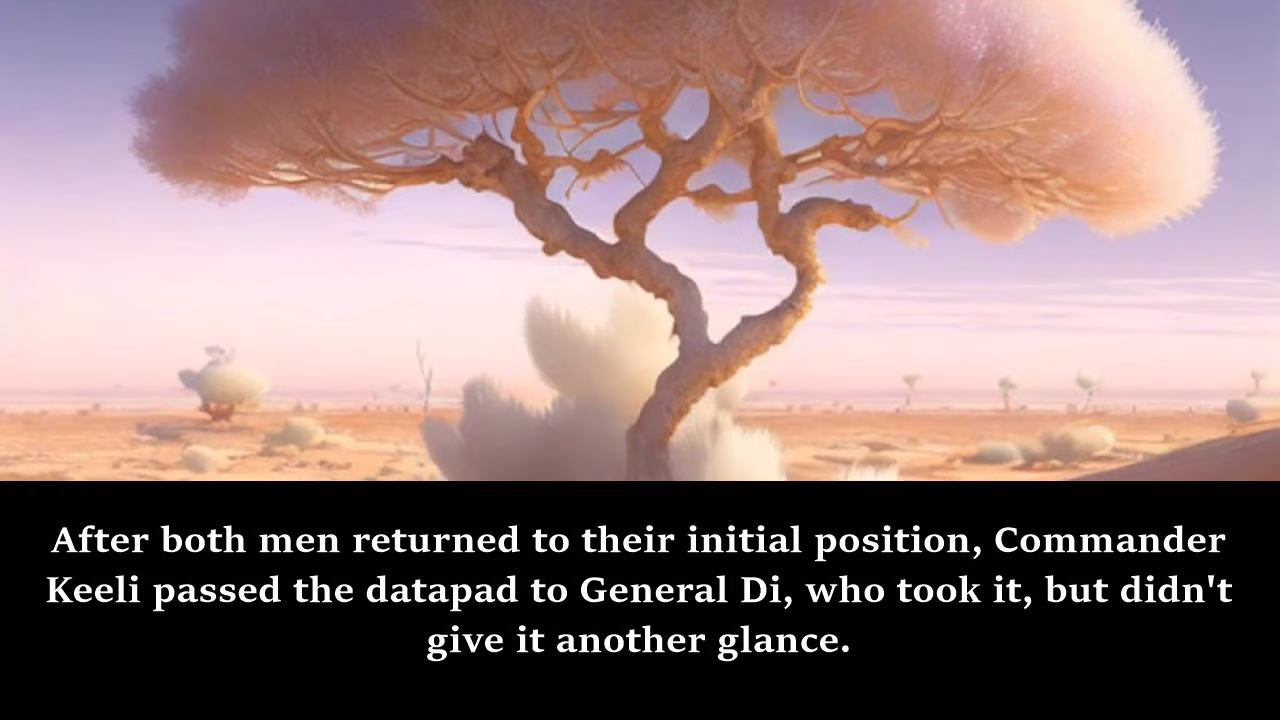 After both men returned to their initial position, Commander
Keeli passed the datapad to General Di, who took it, but didn't
give it another glance.